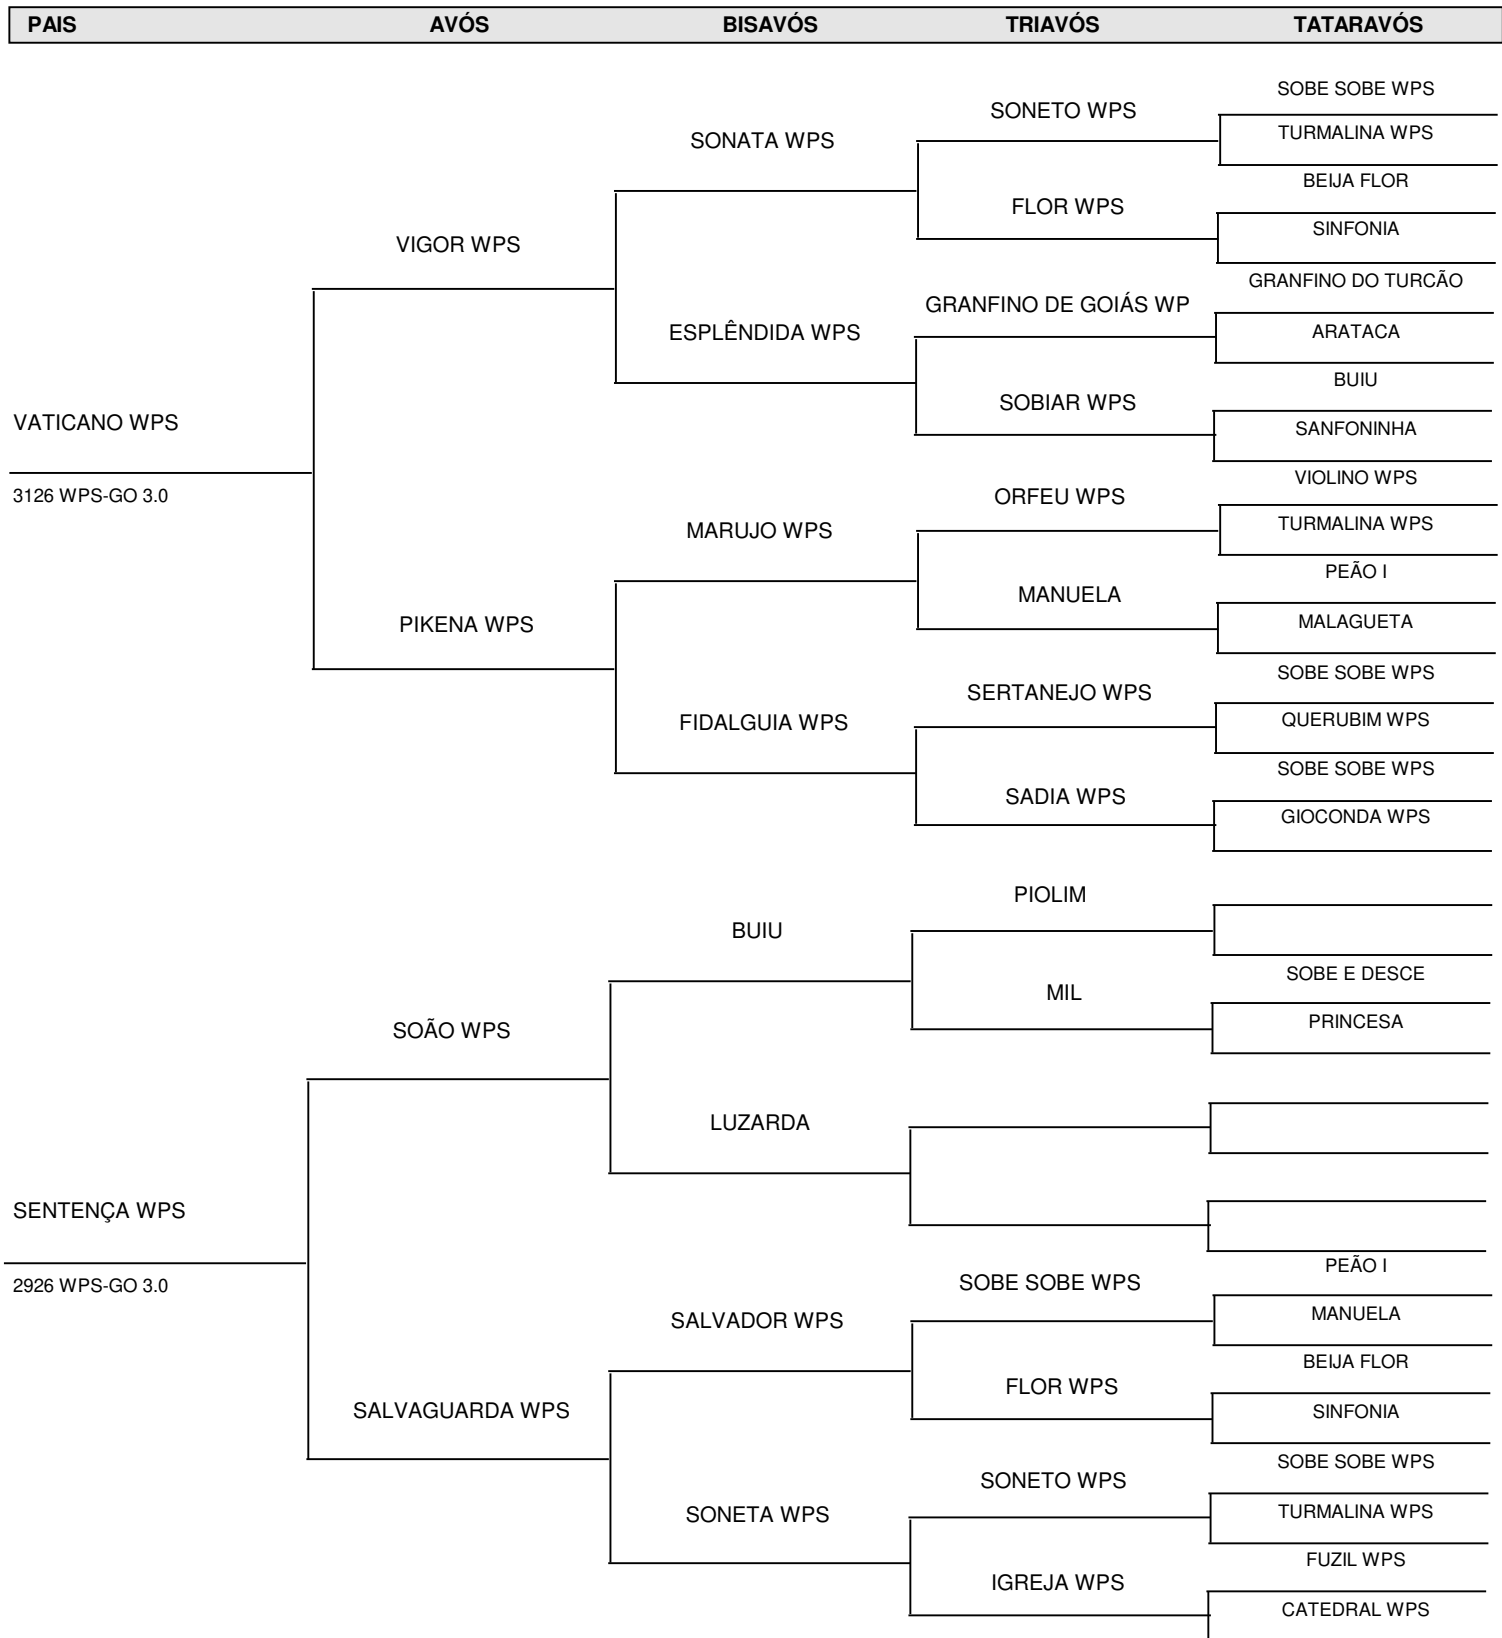 PAIS AVÓS BISAVÓS TRIAVÓS TATARAVÓS
SOBE SOBE WPS
SONETO WPS
TURMALINA WPS
SONATA WPS
BEIJA FLOR
FLOR WPS
SINFONIA
VIGOR WPS
GRANFINO DO TURCÃO
GRANFINO DE GOIÁS WP
ESPLÊNDIDA WPS
ARATACA
BUIU
SOBIAR WPS
VATICANO WPS
SANFONINHA
VIOLINO WPS
3126 WPS-GO 3.0
ORFEU WPS
TURMALINA WPS
MARUJO WPS
PEÃO I
MANUELA
MALAGUETA
PIKENA WPS
SOBE SOBE WPS
SERTANEJO WPS
QUERUBIM WPS
FIDALGUIA WPS
SOBE SOBE WPS
SADIA WPS
GIOCONDA WPS
PIOLIM
BUIU
SOBE E DESCE
MIL
PRINCESA
SOÃO WPS
LUZARDA
SENTENÇA WPS
PEÃO I
2926 WPS-GO 3.0
SOBE SOBE WPS
MANUELA
SALVADOR WPS
BEIJA FLOR
FLOR WPS
SINFONIA
SALVAGUARDA WPS
SOBE SOBE WPS
SONETO WPS
TURMALINA WPS
SONETA WPS
FUZIL WPS
IGREJA WPS
CATEDRAL WPS